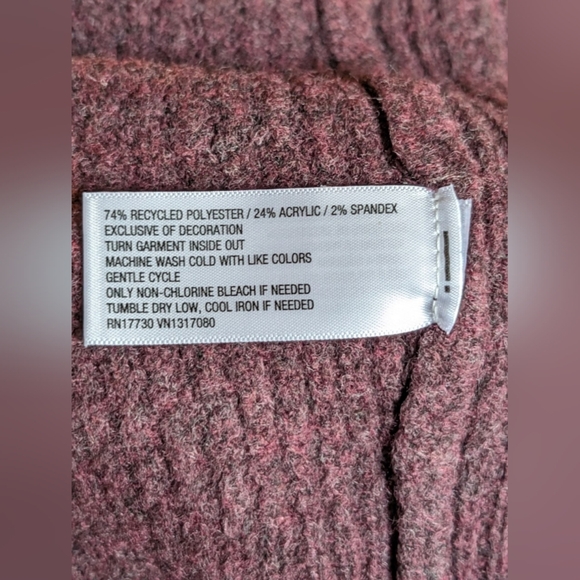 74% RECYCLED POLYESTER / 24% ACRYLIC / 2% SPANDEX
EXCLUSIVE OF DECORATION
TURN GARMENT INSIDE OUT
MACHINE WASH COLD WITH LIKE COLORS
GENTLE CYCLE
ONLY NON-CHLORINE BLEACH IF NEEDED
TUMBLE DRY LOW, COOL IRON IF NEEDED
RN17730 VN1317080